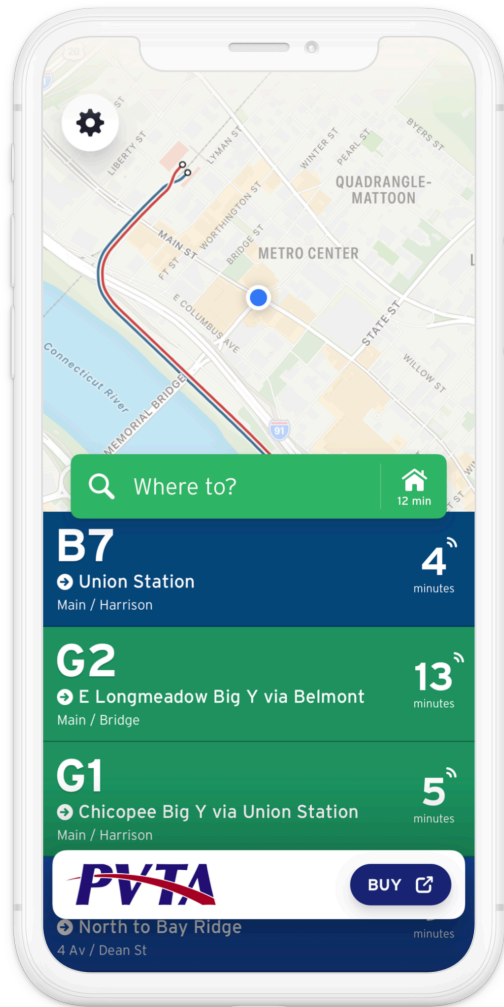 20
ST
LIBERTY ST
LYMAN ST
WINTER ST
PEARL ST
BYERS ST
QUADRANGLE-
MATTOON
WORTHINGTON ST
MAIN ST
BRIDGE ST
FT ST
METRO CENTER
L
E COLUMBUS AVE
STATE ST
Connecticut River
WILLOW ST
MEMORIAL BRIDGE
91
Where to?
12 min
ST
B7
Union Station
Main / Harrison
4
minutes
G2
E Longmeadow Big Y via Belmont
Main / Bridge
13
minutes
G1
Chicopee Big Y via Union Station
Main / Harrison
5
minutes
PVTA
BUY
North to Bay Ridge
4 Av / Dean St
minutes